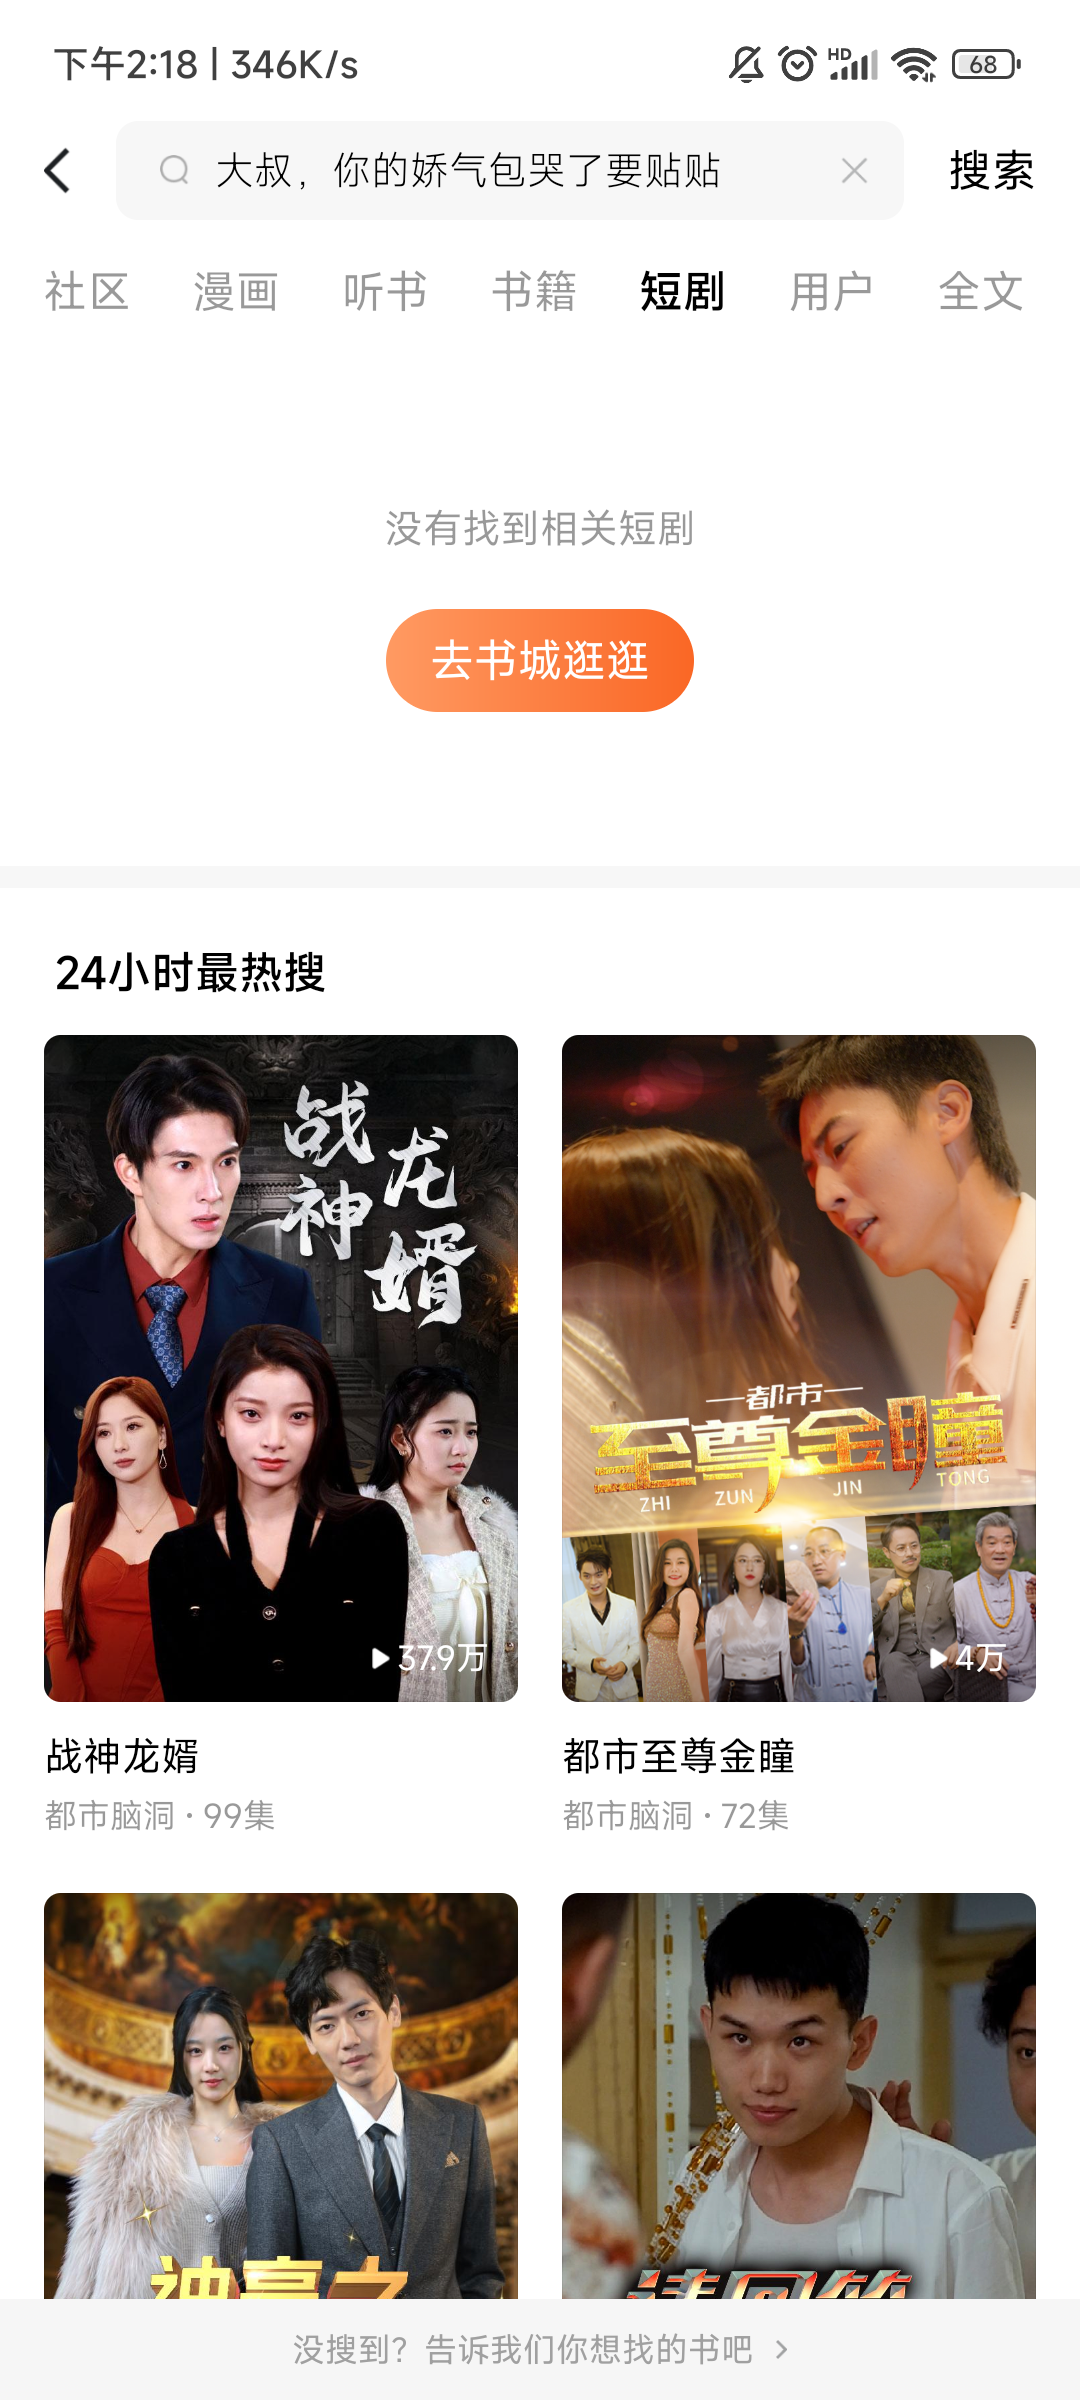 下午2:18 | 346K/s
HD
68
大叔，你的娇气包哭了要贴贴
搜索
社区 漫画 听书 书籍 短剧 用户 全文
没有找到相关短剧
去书城逛逛
24小时最热搜
战神
龙婿
37.9万
都市
至尊金瞳
ZHI ZUN JIN TONG
4万
战神龙婿
都市脑洞·99集
都市至尊金瞳
都市脑洞·72集
神豪之
没搜到？告诉我们你想找的书吧